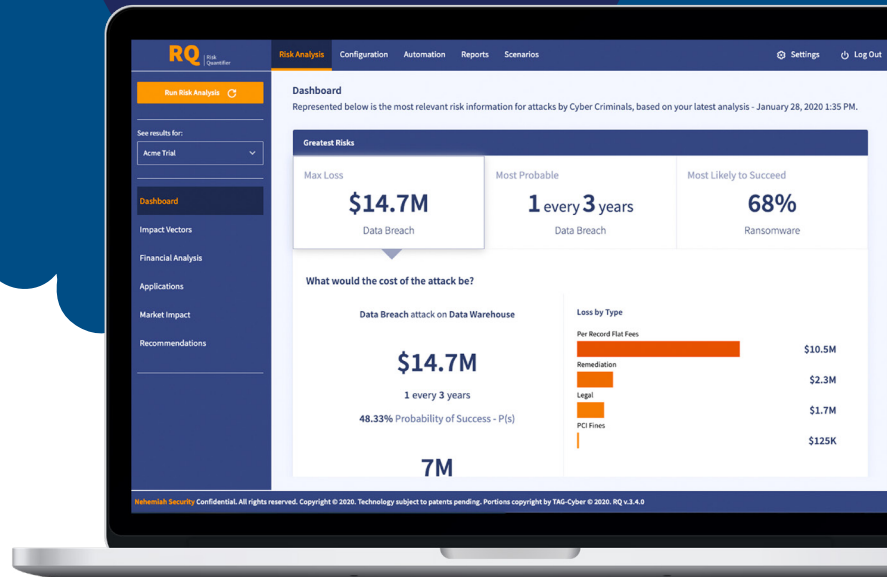 RQ Risk Quantifier
Risk Analysis Configuration Automation Reports Scenarios Settings Log Out
Run Risk Analysis
See results for:
Acme Trial
Dashboard
Impact Vectors
Financial Analysis
Applications
Market Impact
Recommendations
Dashboard
Represented below is the most relevant risk information for attacks by Cyber Criminals, based on your latest analysis - January 28, 2020 1:35 PM.
Greatest Risks
Max Loss
$14.7M
Data Breach
Most Probable
1 every 3 years
Data Breach
Most Likely to Succeed
68%
Ransomware
What would the cost of the attack be?
Data Breach attack on Data Warehouse
$14.7M
1 every 3 years
48.33% Probability of Success - P(s)
7M
Loss by Type
Per Record Flat Fees
$10.5M
Remediation
$2.3M
Legal
$1.7M
PCI Fines
$125K
Nehemiah Security Confidential. All rights reserved. Copyright © 2020. Technology subject to patents pending. Portions copyright by TAG-Cyber © 2020. RQ v.3.4.0